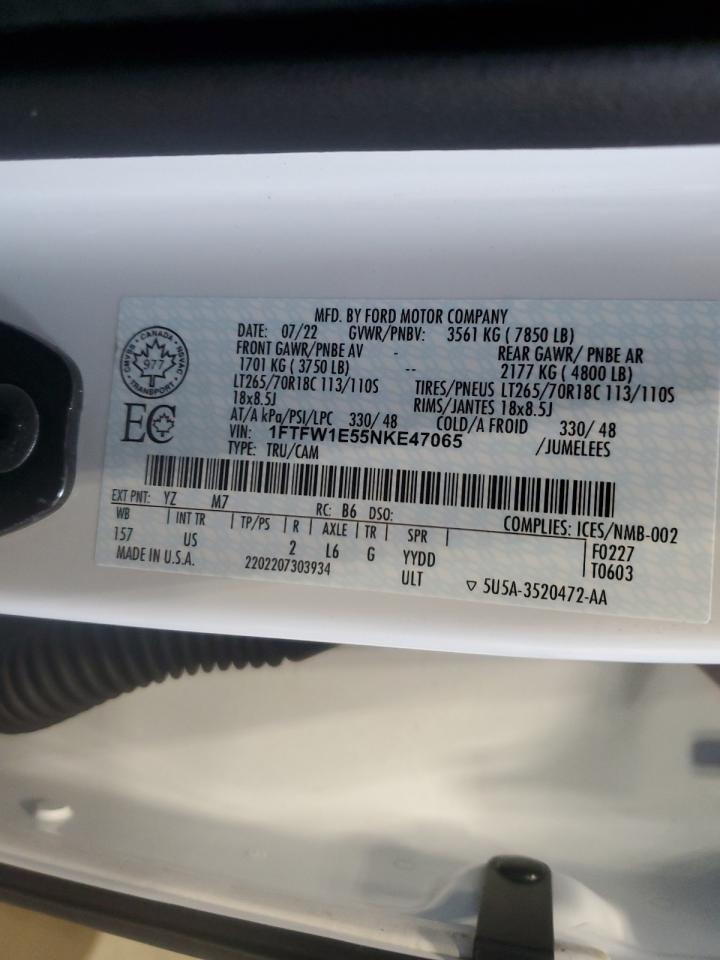 MFD. BY FORD MOTOR COMPANY
DATE: 07/22 GVWR/PNBV: 3561 KG ( 7850 LB)
FRONT GAWR/PNBE AV - REAR GAWR/ PNBE AR
1701 KG ( 3750 LB) -- 2177 KG ( 4800 LB)
LT265/70R18C 113/110S TIRES/PNEUS LT265/70R18C 113/110S
18x8.5J RIMS/JANTES 18x8.5J
AT/A kPa/PSI/LPC 330/ 48 COLD/A FROID 330/ 48
VIN: 1FTFW1E55NKE47065 /JUMELEES
TYPE: TRU/CAM
CANADA
977
TRANSPORT
EC
EXT PNT: YZ M7 RC: B6 DSO: COMPLIES: ICES/NMB-002
WB | INT TR | TP/PS | R | AXLE | TR | SPR | F0227
157 US 2 L6 G YYDD T0603
MADE IN U.S.A. 2202207303934 ULT ▽ 5U5A-3520472-AA